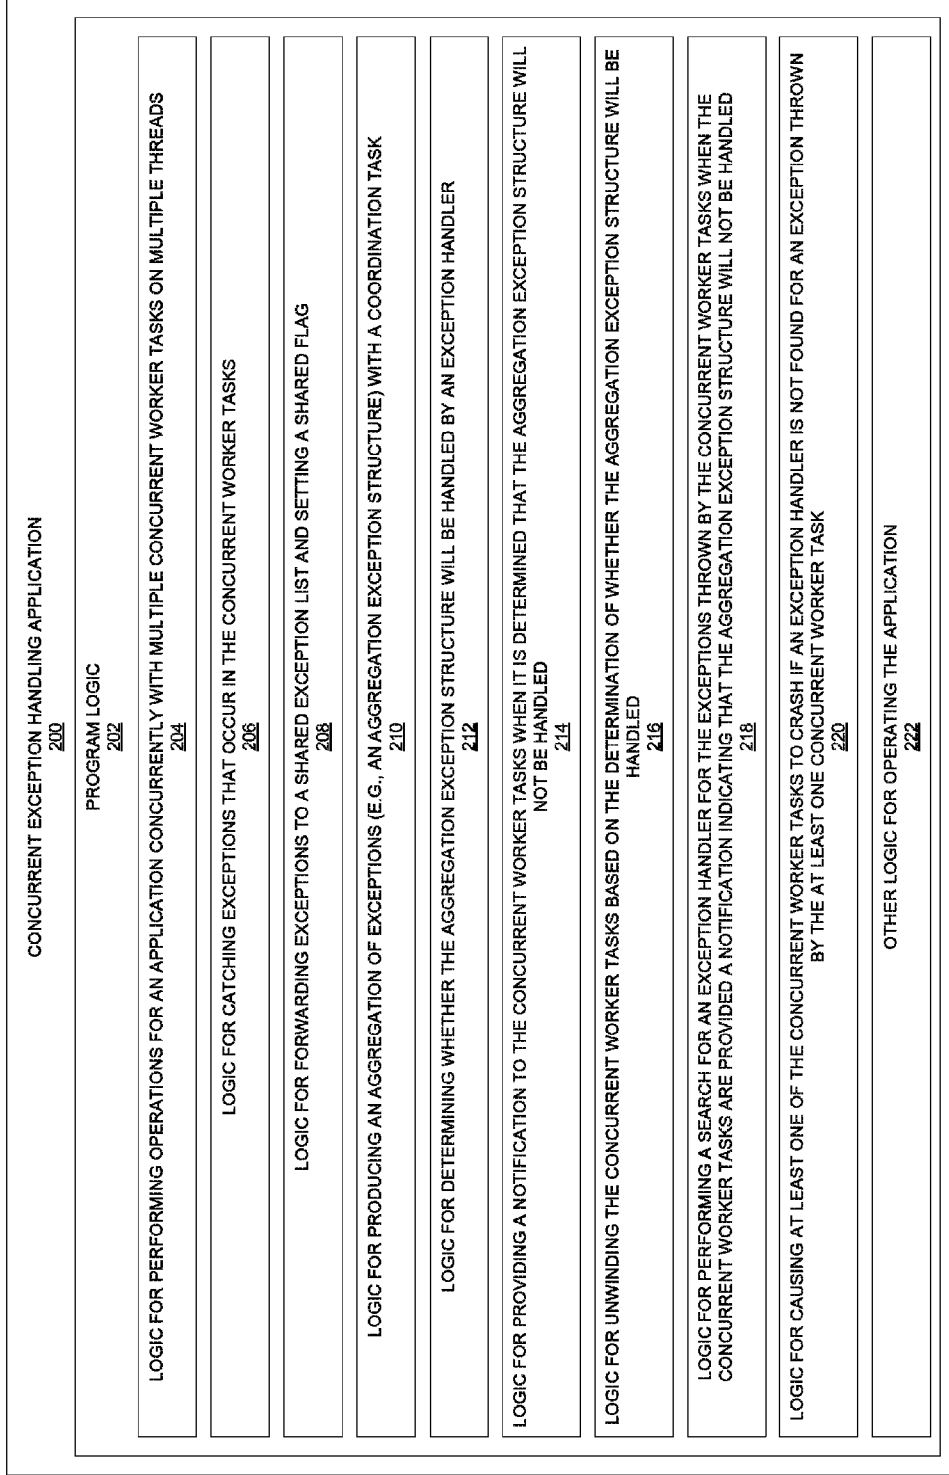 CONCURRENT EXCEPTION HANDLING APPLICATION
200
PROGRAM LOGIC
202
LOGIC FOR PERFORMING OPERATIONS FOR AN APPLICATION CONCURRENTLY WITH MULTIPLE CONCURRENT WORKER TASKS ON MULTIPLE THREADS
204
LOGIC FOR CATCHING EXCEPTIONS THAT OCCUR IN THE CONCURRENT WORKER TASKS
206
LOGIC FOR FORWARDING EXCEPTIONS TO A SHARED EXCEPTION LIST AND SETTING A SHARED FLAG
208
LOGIC FOR PRODUCING AN AGGREGATION OF EXCEPTIONS (E.G., AN AGGREGATION EXCEPTION STRUCTURE) WITH A COORDINATION TASK
210
LOGIC FOR DETERMINING WHETHER THE AGGREGATION EXCEPTION STRUCTURE WILL BE HANDLED BY AN EXCEPTION HANDLER
212
LOGIC FOR PROVIDING A NOTIFICATION TO THE CONCURRENT WORKER TASKS WHEN IT IS DETERMINED THAT THE AGGREGATION EXCEPTION STRUCTURE WILL
NOT BE HANDLED
214
LOGIC FOR UNWINDING THE CONCURRENT WORKER TASKS BASED ON THE DETERMINATION OF WHETHER THE AGGREGATION EXCEPTION STRUCTURE WILL BE
HANDLED
216
LOGIC FOR PERFORMING A SEARCH FOR AN EXCEPTION HANDLER FOR THE EXCEPTIONS THROWN BY THE CONCURRENT WORKER TASKS WHEN THE
CONCURRENT WORKER TASKS ARE PROVIDED A NOTIFICATION INDICATING THAT THE AGGREGATION EXCEPTION STRUCTURE WILL NOT BE HANDLED
218
LOGIC FOR CAUSING AT LEAST ONE OF THE CONCURRENT WORKER TASKS TO CRASH IF AN EXCEPTION HANDLER IS NOT FOUND FOR AN EXCEPTION THROWN
BY THE AT LEAST ONE CONCURRENT WORKER TASK
220
OTHER LOGIC FOR OPERATING THE APPLICATION
222